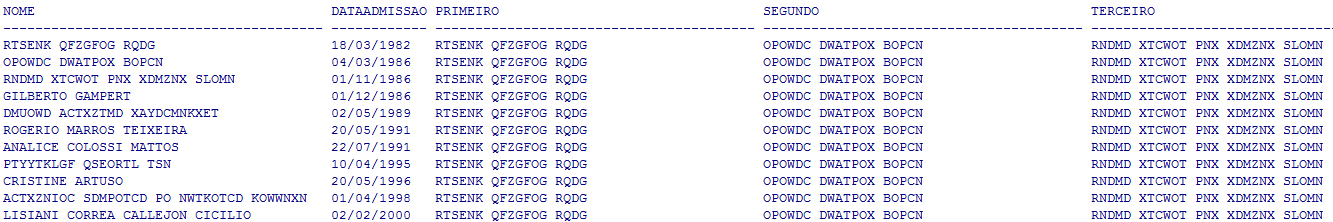 NOME DATAADMISSAO PRIMEIRO SEGUNDO TERCEIRO
---------------------------------------- ------------ ---------------------------------------- ---------------------------------------- ------------------------------
RTSENK QFZGFOG RQDG 18/03/1982 RTSENK QFZGFOG RQDG OPOWDC DWATPOX BOPCN RNDMD XTCWOT PNX XDMZNX SLOMN
OPOWDC DWATPOX BOPCN 04/03/1986 RTSENK QFZGFOG RQDG OPOWDC DWATPOX BOPCN RNDMD XTCWOT PNX XDMZNX SLOMN
RNDMD XTCWOT PNX XDMZNX SLOMN 01/11/1986 RTSENK QFZGFOG RQDG OPOWDC DWATPOX BOPCN RNDMD XTCWOT PNX XDMZNX SLOMN
GILBERTO GAMPERT 01/12/1986 RTSENK QFZGFOG RQDG OPOWDC DWATPOX BOPCN RNDMD XTCWOT PNX XDMZNX SLOMN
DMUOWD ACTXZTMD XAYDCMNKXET 02/05/1989 RTSENK QFZGFOG RQDG OPOWDC DWATPOX BOPCN RNDMD XTCWOT PNX XDMZNX SLOMN
ROGERIO MARROS TEIXEIRA 20/05/1991 RTSENK QFZGFOG RQDG OPOWDC DWATPOX BOPCN RNDMD XTCWOT PNX XDMZNX SLOMN
ANALICE COLOSSI MATTOS 22/07/1991 RTSENK QFZGFOG RQDG OPOWDC DWATPOX BOPCN RNDMD XTCWOT PNX XDMZNX SLOMN
PTYYTKLGF QSEORTL TSN 10/04/1995 RTSENK QFZGFOG RQDG OPOWDC DWATPOX BOPCN RNDMD XTCWOT PNX XDMZNX SLOMN
CRISTINE ARTUSO 20/05/1996 RTSENK QFZGFOG RQDG OPOWDC DWATPOX BOPCN RNDMD XTCWOT PNX XDMZNX SLOMN
ACTXZNIOC SDMPOTCD PO NWTKOTCD KOWWNXN 01/04/1998 RTSENK QFZGFOG RQDG OPOWDC DWATPOX BOPCN RNDMD XTCWOT PNX XDMZNX SLOMN
LISIANI CORREA CALLEJON CICILIO 02/02/2000 RTSENK QFZGFOG RQDG OPOWDC DWATPOX BOPCN RNDMD XTCWOT PNX XDMZNX SLOMN